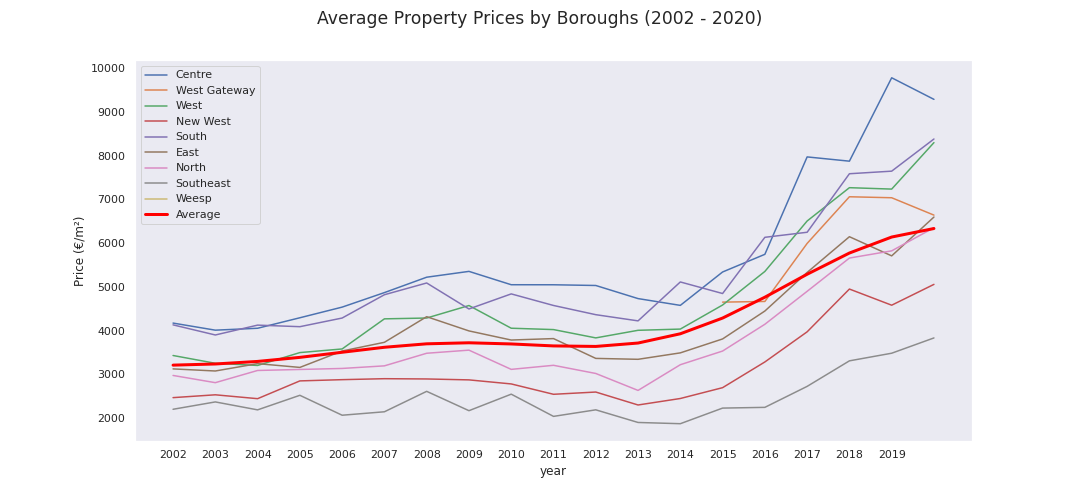 Average Property Prices by Boroughs (2002 - 2020)
10000
9000
8000
7000
6000
5000
4000
3000
2000
Price (€/m²)
Centre
West Gateway
West
New West
South
East
North
Southeast
Weesp
Average
2002 2003 2004 2005 2006 2007 2008 2009 2010 2011 2012 2013 2014 2015 2016 2017 2018 2019
year